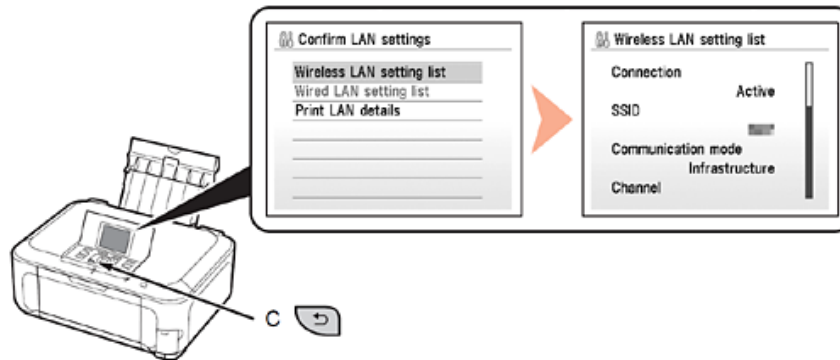 Confirm LAN settings
Wireless LAN setting list
Wired LAN setting list
Print LAN details
Wireless LAN setting list
Connection
Active
SSID
Communication mode
Infrastructure
Channel
C